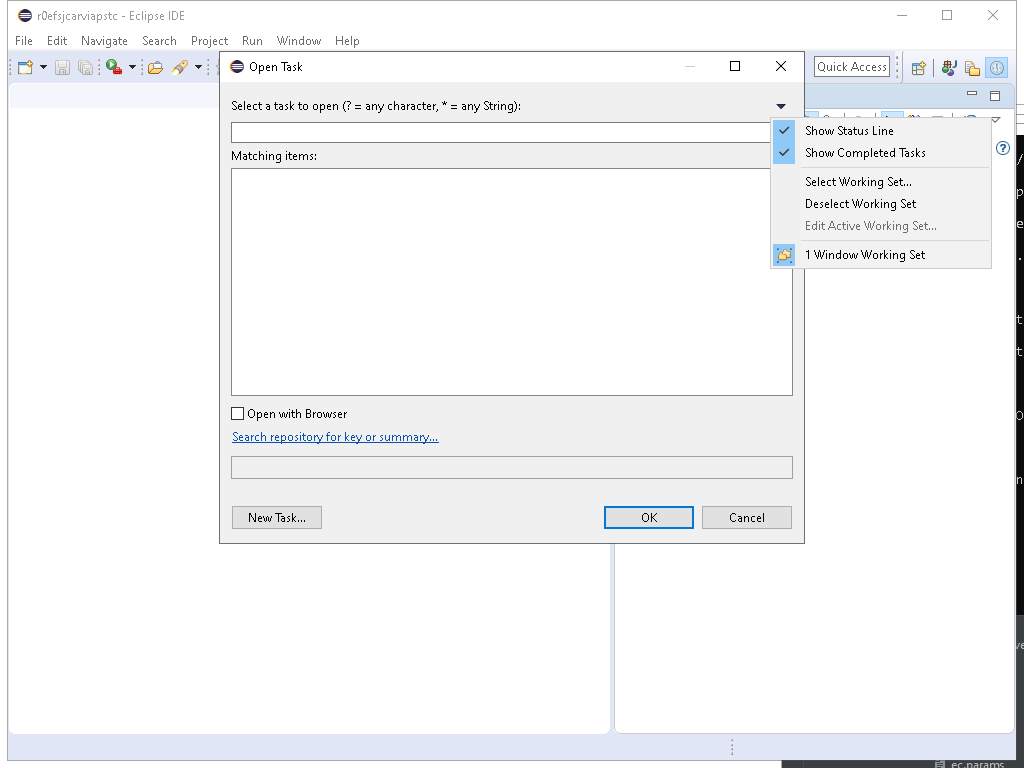 r0efsjcarviapstc - Eclipse IDE
File Edit Navigate Search Project Run Window Help
Quick Access
Open Task
Select a task to open (? = any character, * = any String):
Matching items:
Show Status Line
Show Completed Tasks
Select Working Set...
Deselect Working Set
Edit Active Working Set...
1 Window Working Set
Open with Browser
Search repository for key or summary...
New Task...
OK
Cancel
ec.params